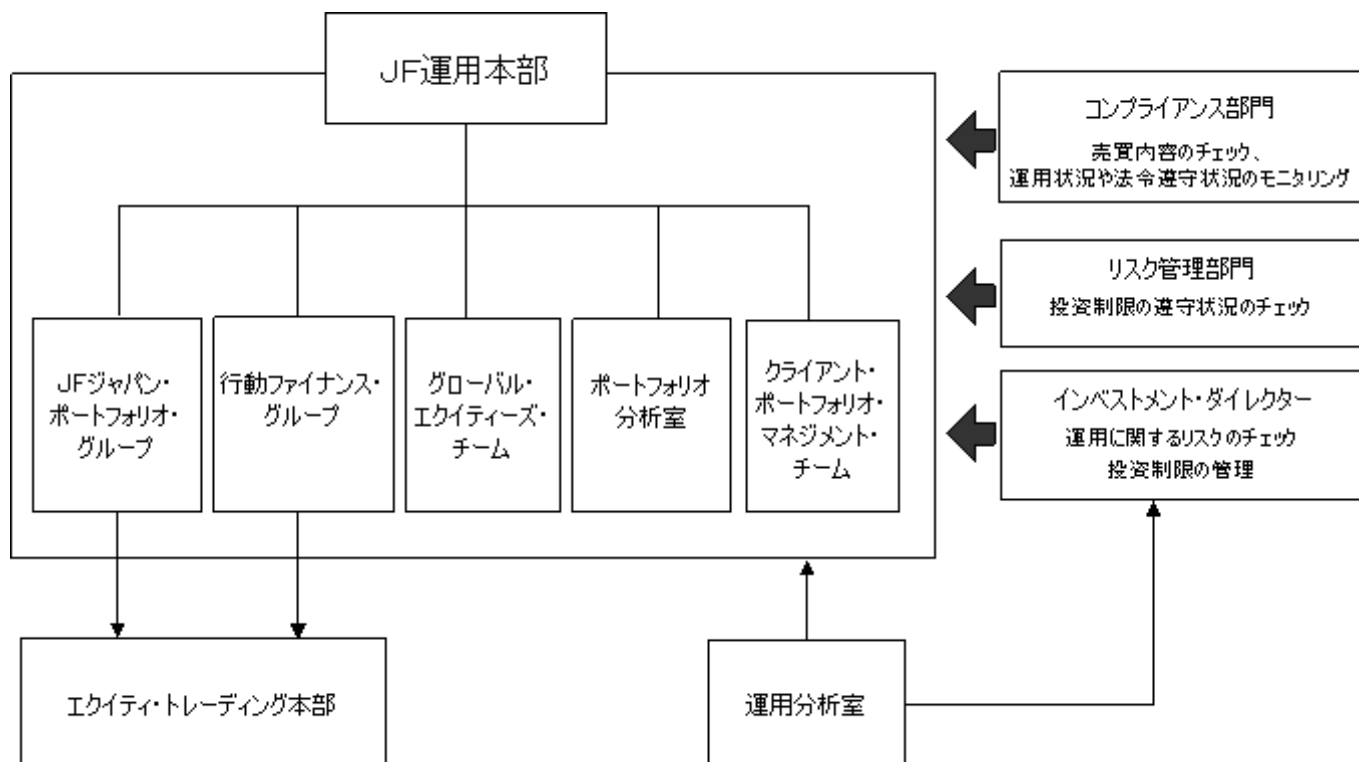 JF運用本部
コンプライアンス部門
売買内容のチェック、
運用状況や法令遵守状況のモニタリング
リスク管理部門
投資制限の遵守状況のチェック
JFジャパン・
ポートフォリオ・
グループ
行動ファイナンス・
グループ
グローバル・
エクイティーズ・
チーム
ポートフォリオ
分析室
クライアント・
ポートフォリオ・
マネジメント・
チーム
インベストメント・ダイレクター
運用に関するリスクのチェック
投資制限の管理
エクイティ・トレーディング本部
運用分析室